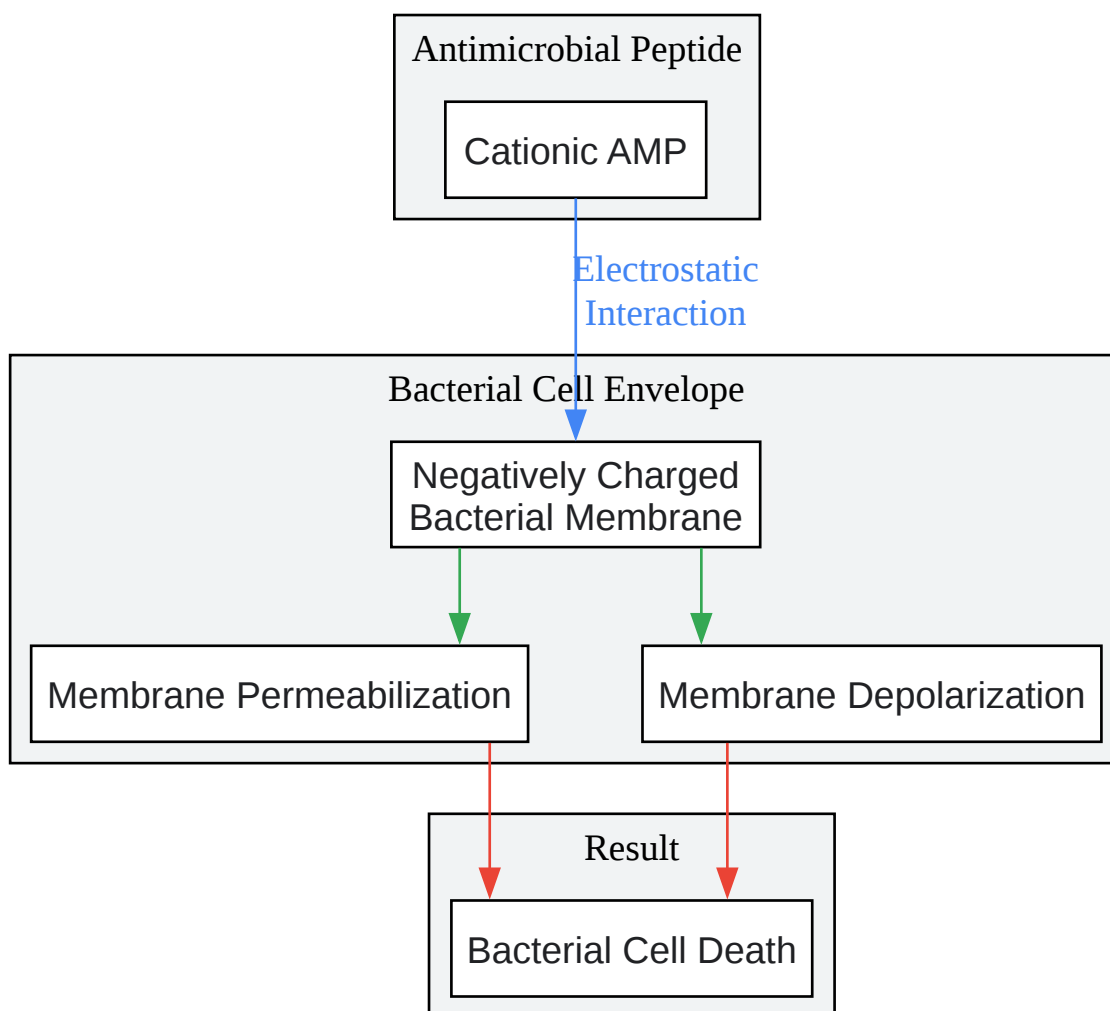 Antimicrobial Peptide
Cationic AMP
Electrostatic
Interaction
Bacterial Cell Envelope
Negatively Charged
Bacterial Membrane
Membrane Permeabilization
Membrane Depolarization
Result
Bacterial Cell Death